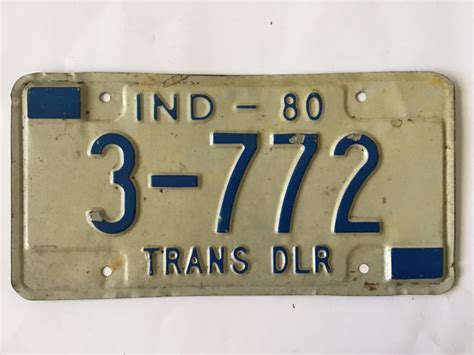 IND - 80
3-772
TRANS DLR